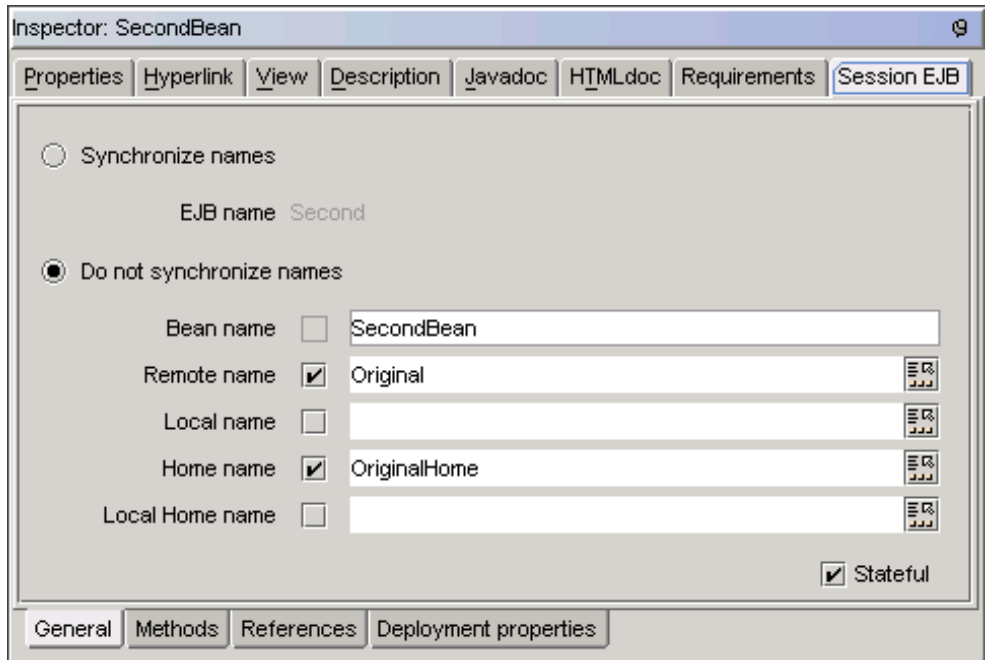 Inspector: SecondBean
Properties Hyperlink View Description Javadoc HTMLdoc Requirements Session EJB
Synchronize names
EJB name Second
Do not synchronize names
Bean name SecondBean
Remote name Original
Local name
Home name OriginalHome
Local Home name
Stateful
General Methods References Deployment properties